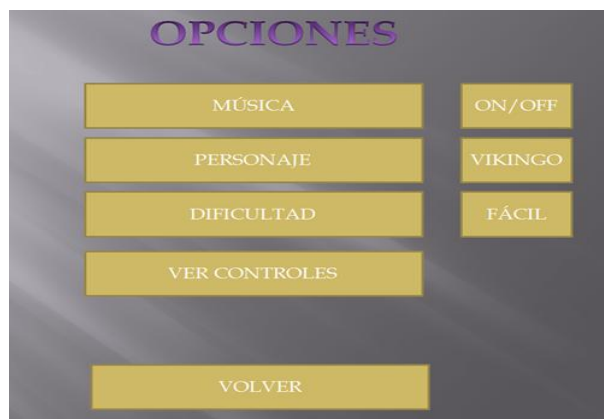 OPCIONES
MÚSICA ON/OFF
PERSONAJE VIKINGO
DIFICULTAD FÁCIL
VER CONTROLES
VOLVER